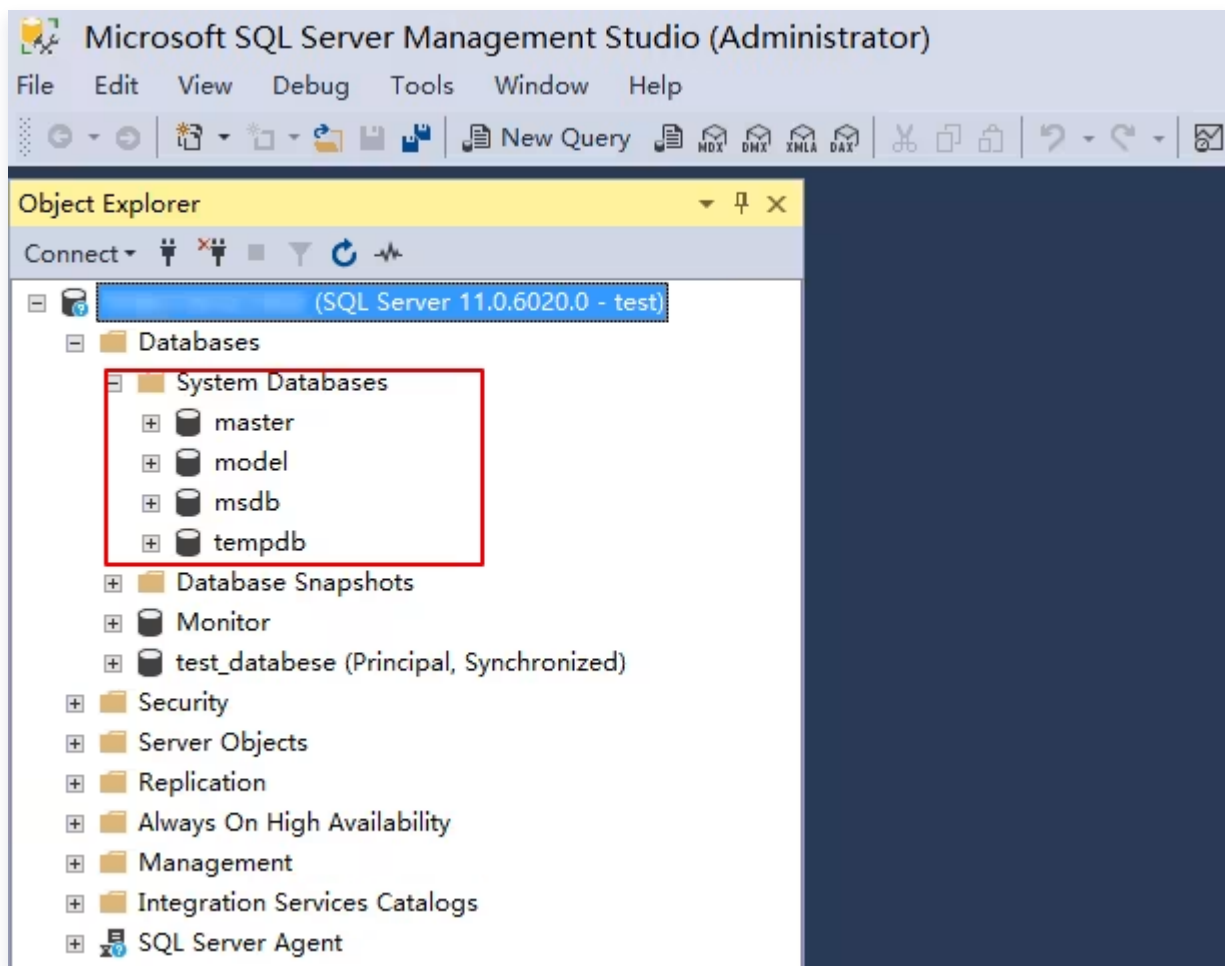 Microsoft SQL Server Management Studio (Administrator)
File Edit View Debug Tools Window Help
New Query MDX DMX XMLA DAX
Object Explorer
Connect
(SQL Server 11.0.6020.0 - test)
Databases
System Databases
master
model
msdb
tempdb
Database Snapshots
Monitor
test_databese (Principal, Synchronized)
Security
Server Objects
Replication
Always On High Availability
Management
Integration Services Catalogs
SQL Server Agent